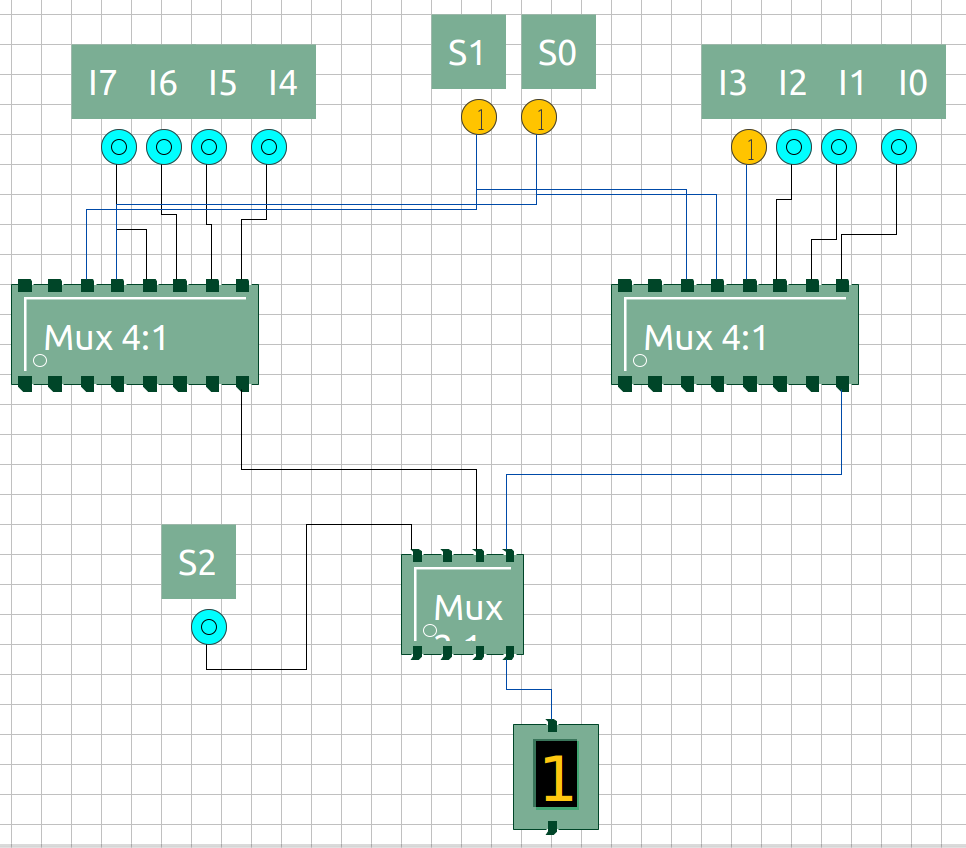 S1 S0
I7 I6 I5 I4
I3 I2 I1 I0
1 1
1
Mux 4:1
Mux 4:1
S2
Mux
1